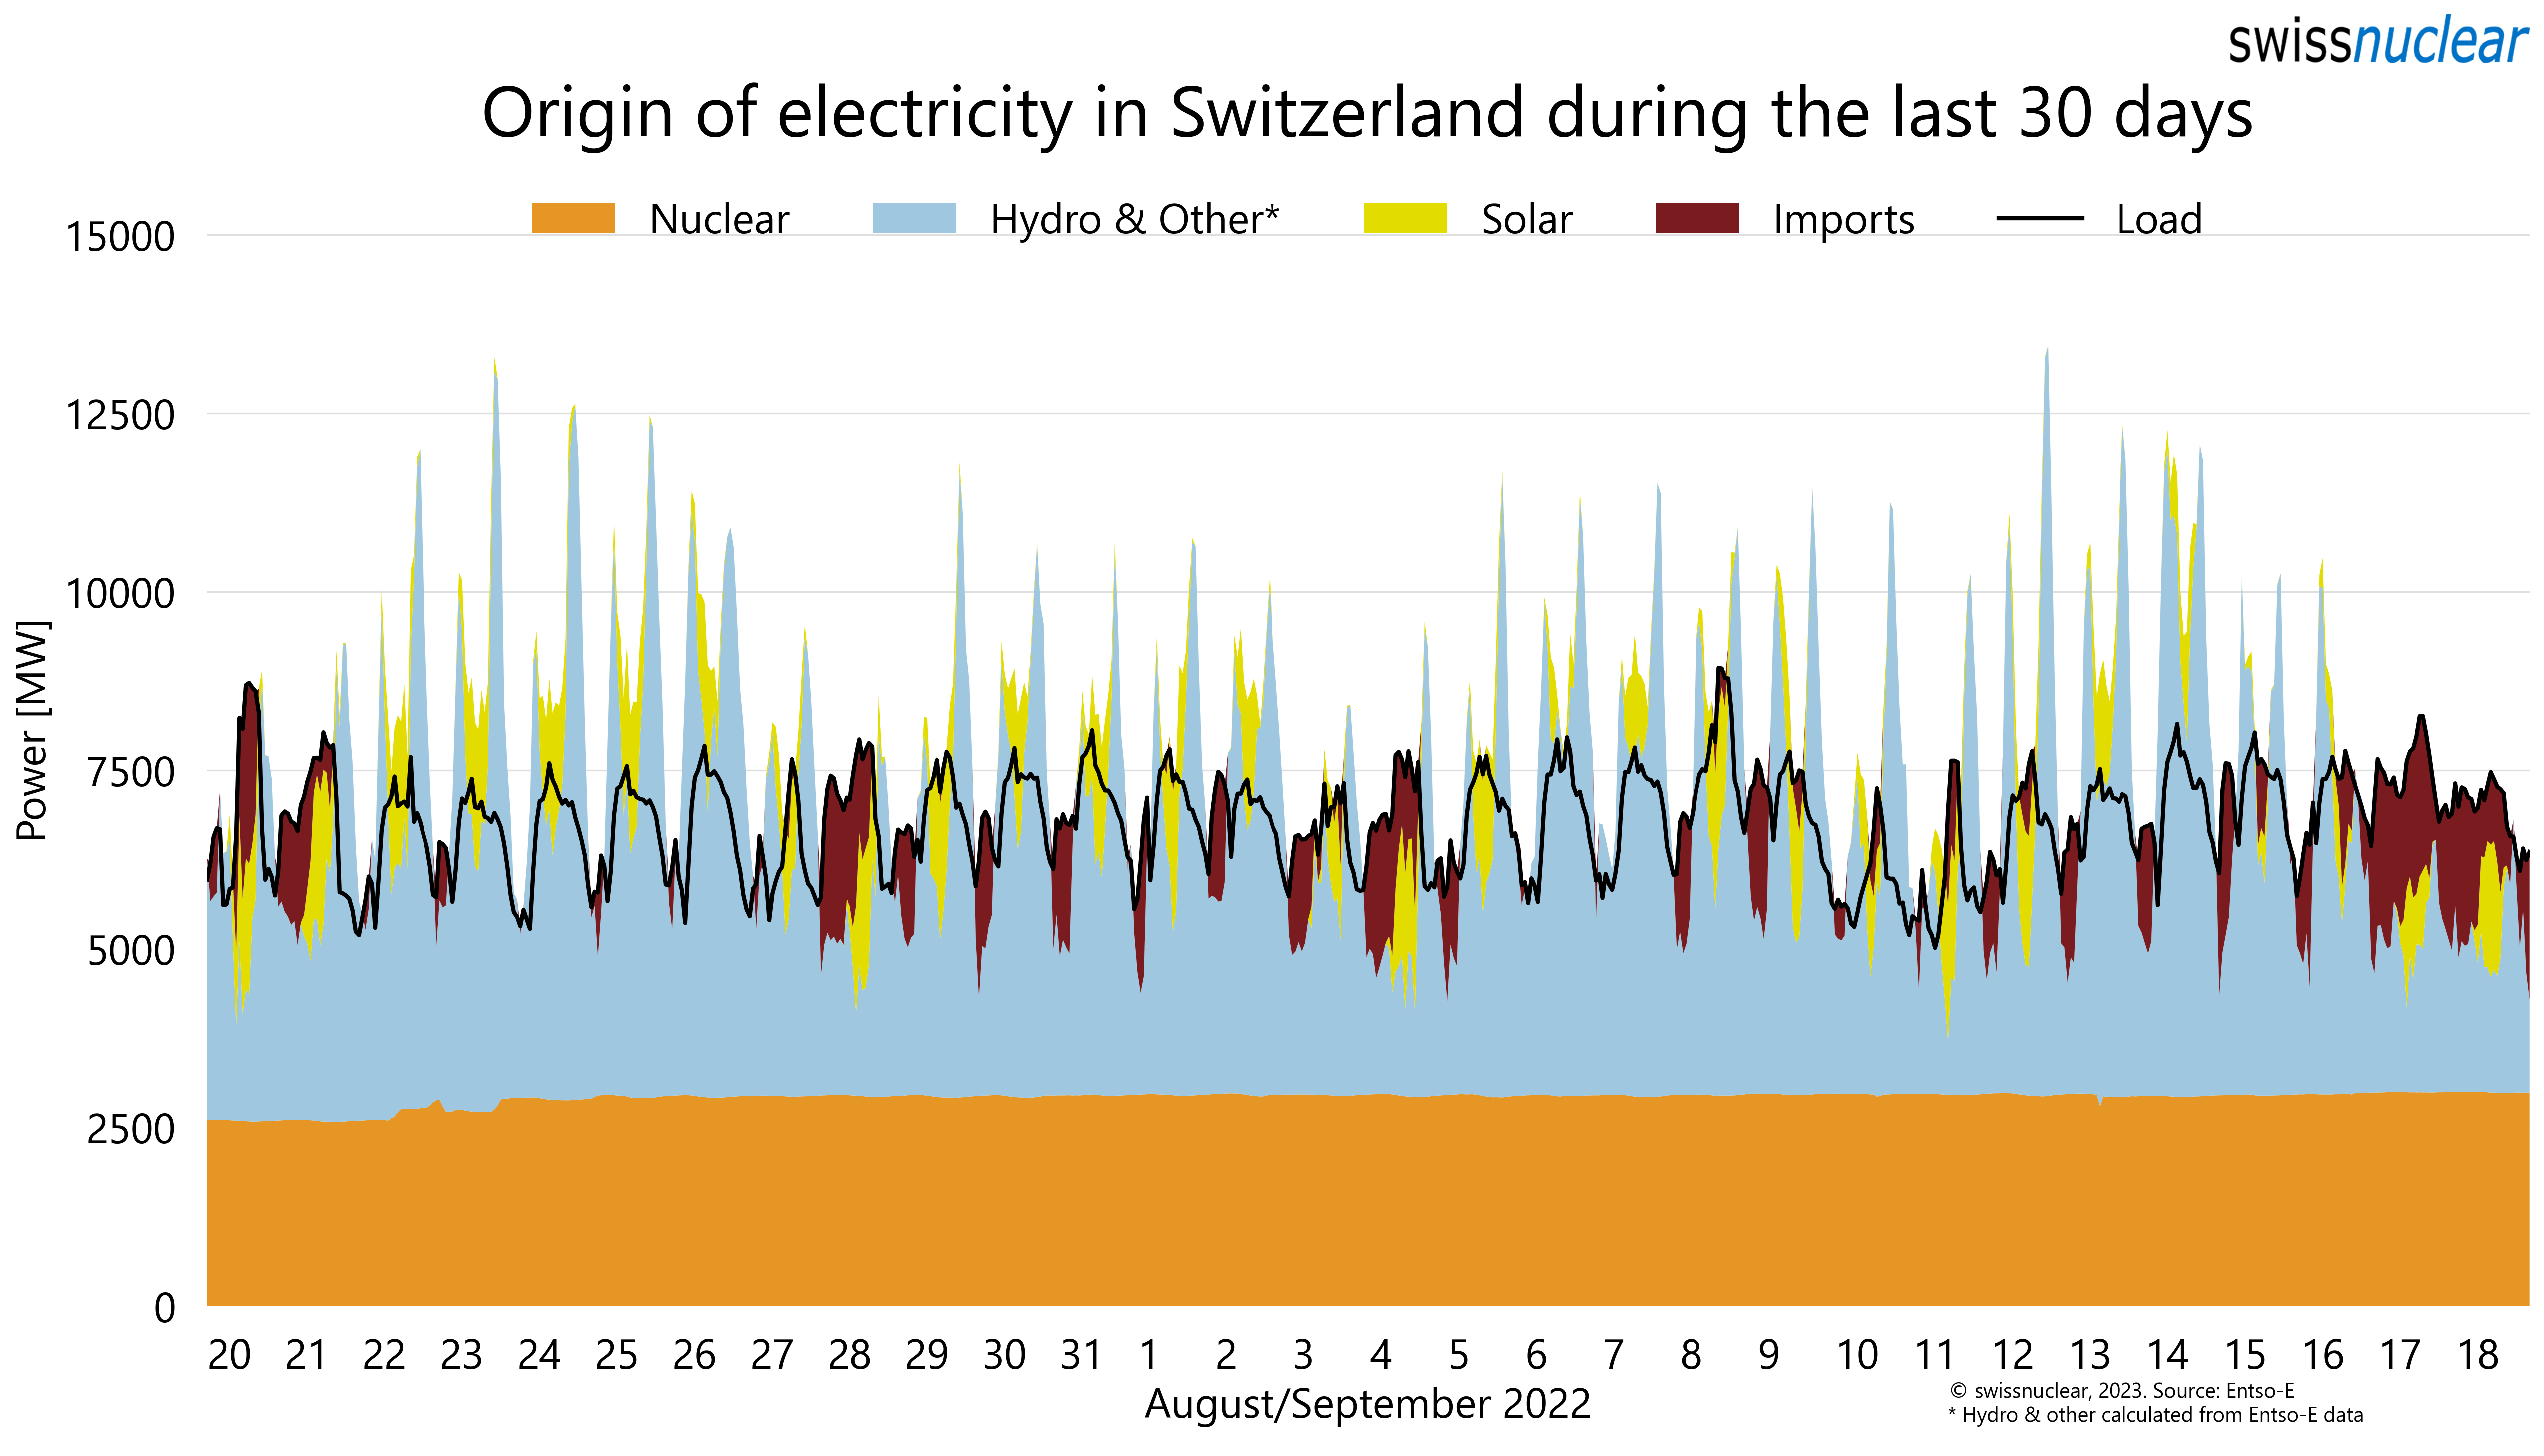 swissnuclear
Origin of electricity in Switzerland during the last 30 days
Nuclear Hydro & Other* Solar Imports Load
15000
12500
10000
7500
5000
2500
0
Power [MW]
20 21 22 23 24 25 26 27 28 29 30 31 1 2 3 4 5 6 7 8 9 10 11 12 13 14 15 16 17 18
August/September 2022
© swissnuclear, 2023. Source: Entso-E
* Hydro & other calculated from Entso-E data